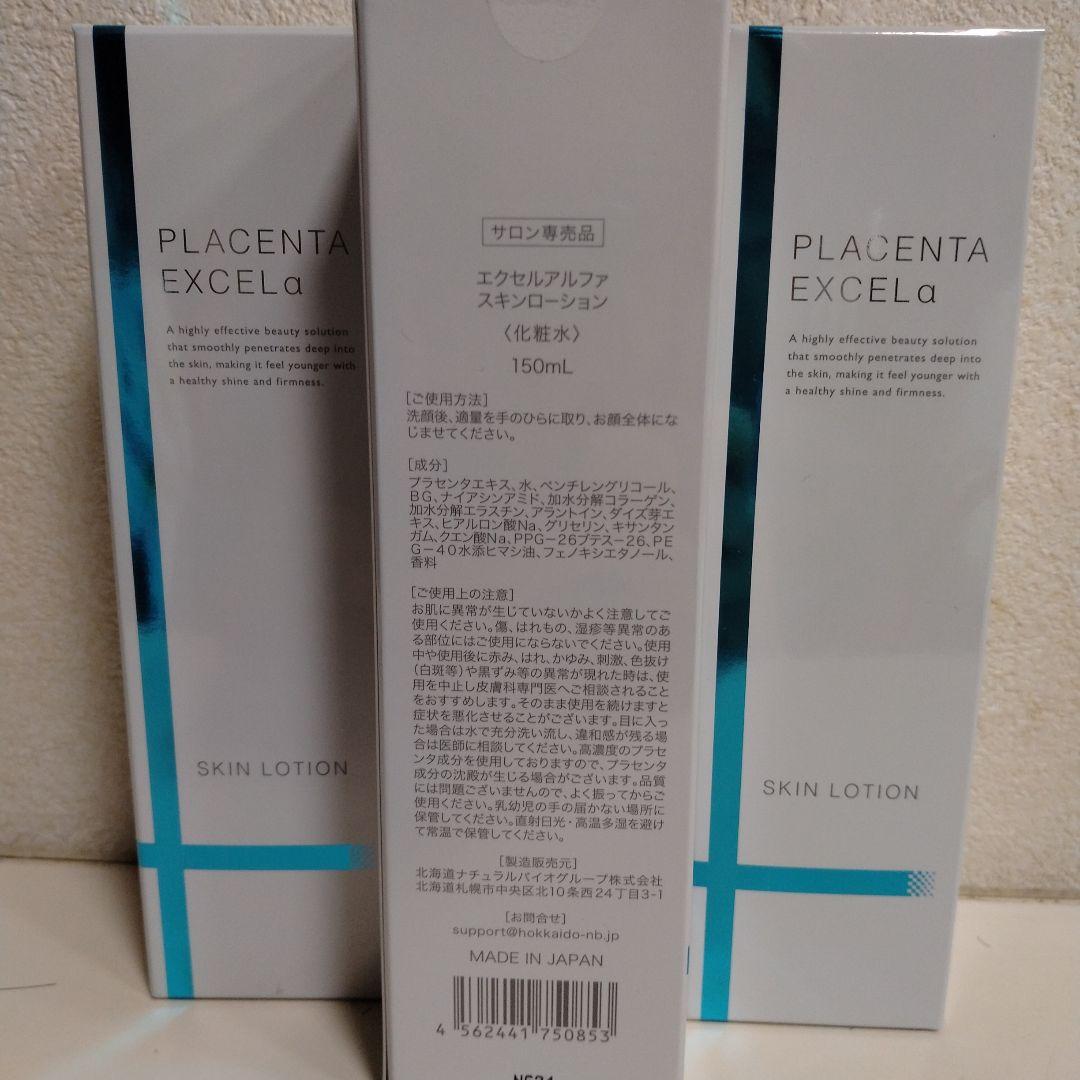 PLACENTA
EXCELα
A highly effective beauty solution
that smoothly penetrates deep into
the skin, making it feel younger with
a healthy shine and firmness.
SKIN LOTION
サロン専売品
エクセルアルファ
スキンローション
〈化粧水〉
150mL
[ご使用方法]
洗顔後、適量を手のひらに取り、お顔全体にな
じませてください。
[成分]
プラセンタエキス、水、ペンチレングリコール、
BG、ナイアシンアミド、加水分解コラーゲン、
加水分解エラスチン、アラントイン、ダイズ芽エ
キス、ヒアルロン酸Na、グリセリン、キサンタン
ガム、クエン酸Na、PPG－26ブテス－26、PE
G－40水添ヒマシ油、フェノキシエタノール、
香料
[ご使用上の注意]
お肌に異常が生じていないかよく注意してご
使用ください。傷、はれもの、湿疹等異常のあ
る部位にはご使用にならないでください。使用
中や使用後に赤み、はれ、かゆみ、刺激、色抜け
(白斑等)や黒ずみ等の異常が現れた時は、使
用を中止し皮膚科専門医へご相談されること
をおすすめします。そのまま使用を続けますと
症状を悪化させることがございます。目に入っ
た場合は水で充分洗い流し、違和感が残る場
合は医師に相談してください。高濃度のプラセ
ンタ成分を使用しておりますので、プラセンタ
成分の沈殿が生じる場合がございます。品質
には問題ございませんので、よく振ってからご
使用ください。乳幼児の手の届かない場所に
保管してください。直射日光・高温多湿を避け
て常温で保管してください。
[製造販売元]
北海道ナチュラルバイオグループ株式会社
北海道札幌市中央区北10条西24丁目3-1
[お問合せ]
support@hokkaido-nb.jp
MADE IN JAPAN
4 562441 750853
PLACENTA
EXCELα
A highly effective beauty solution
that smoothly penetrates deep into
the skin, making it feel younger with
a healthy shine and firmness.
SKIN LOTION